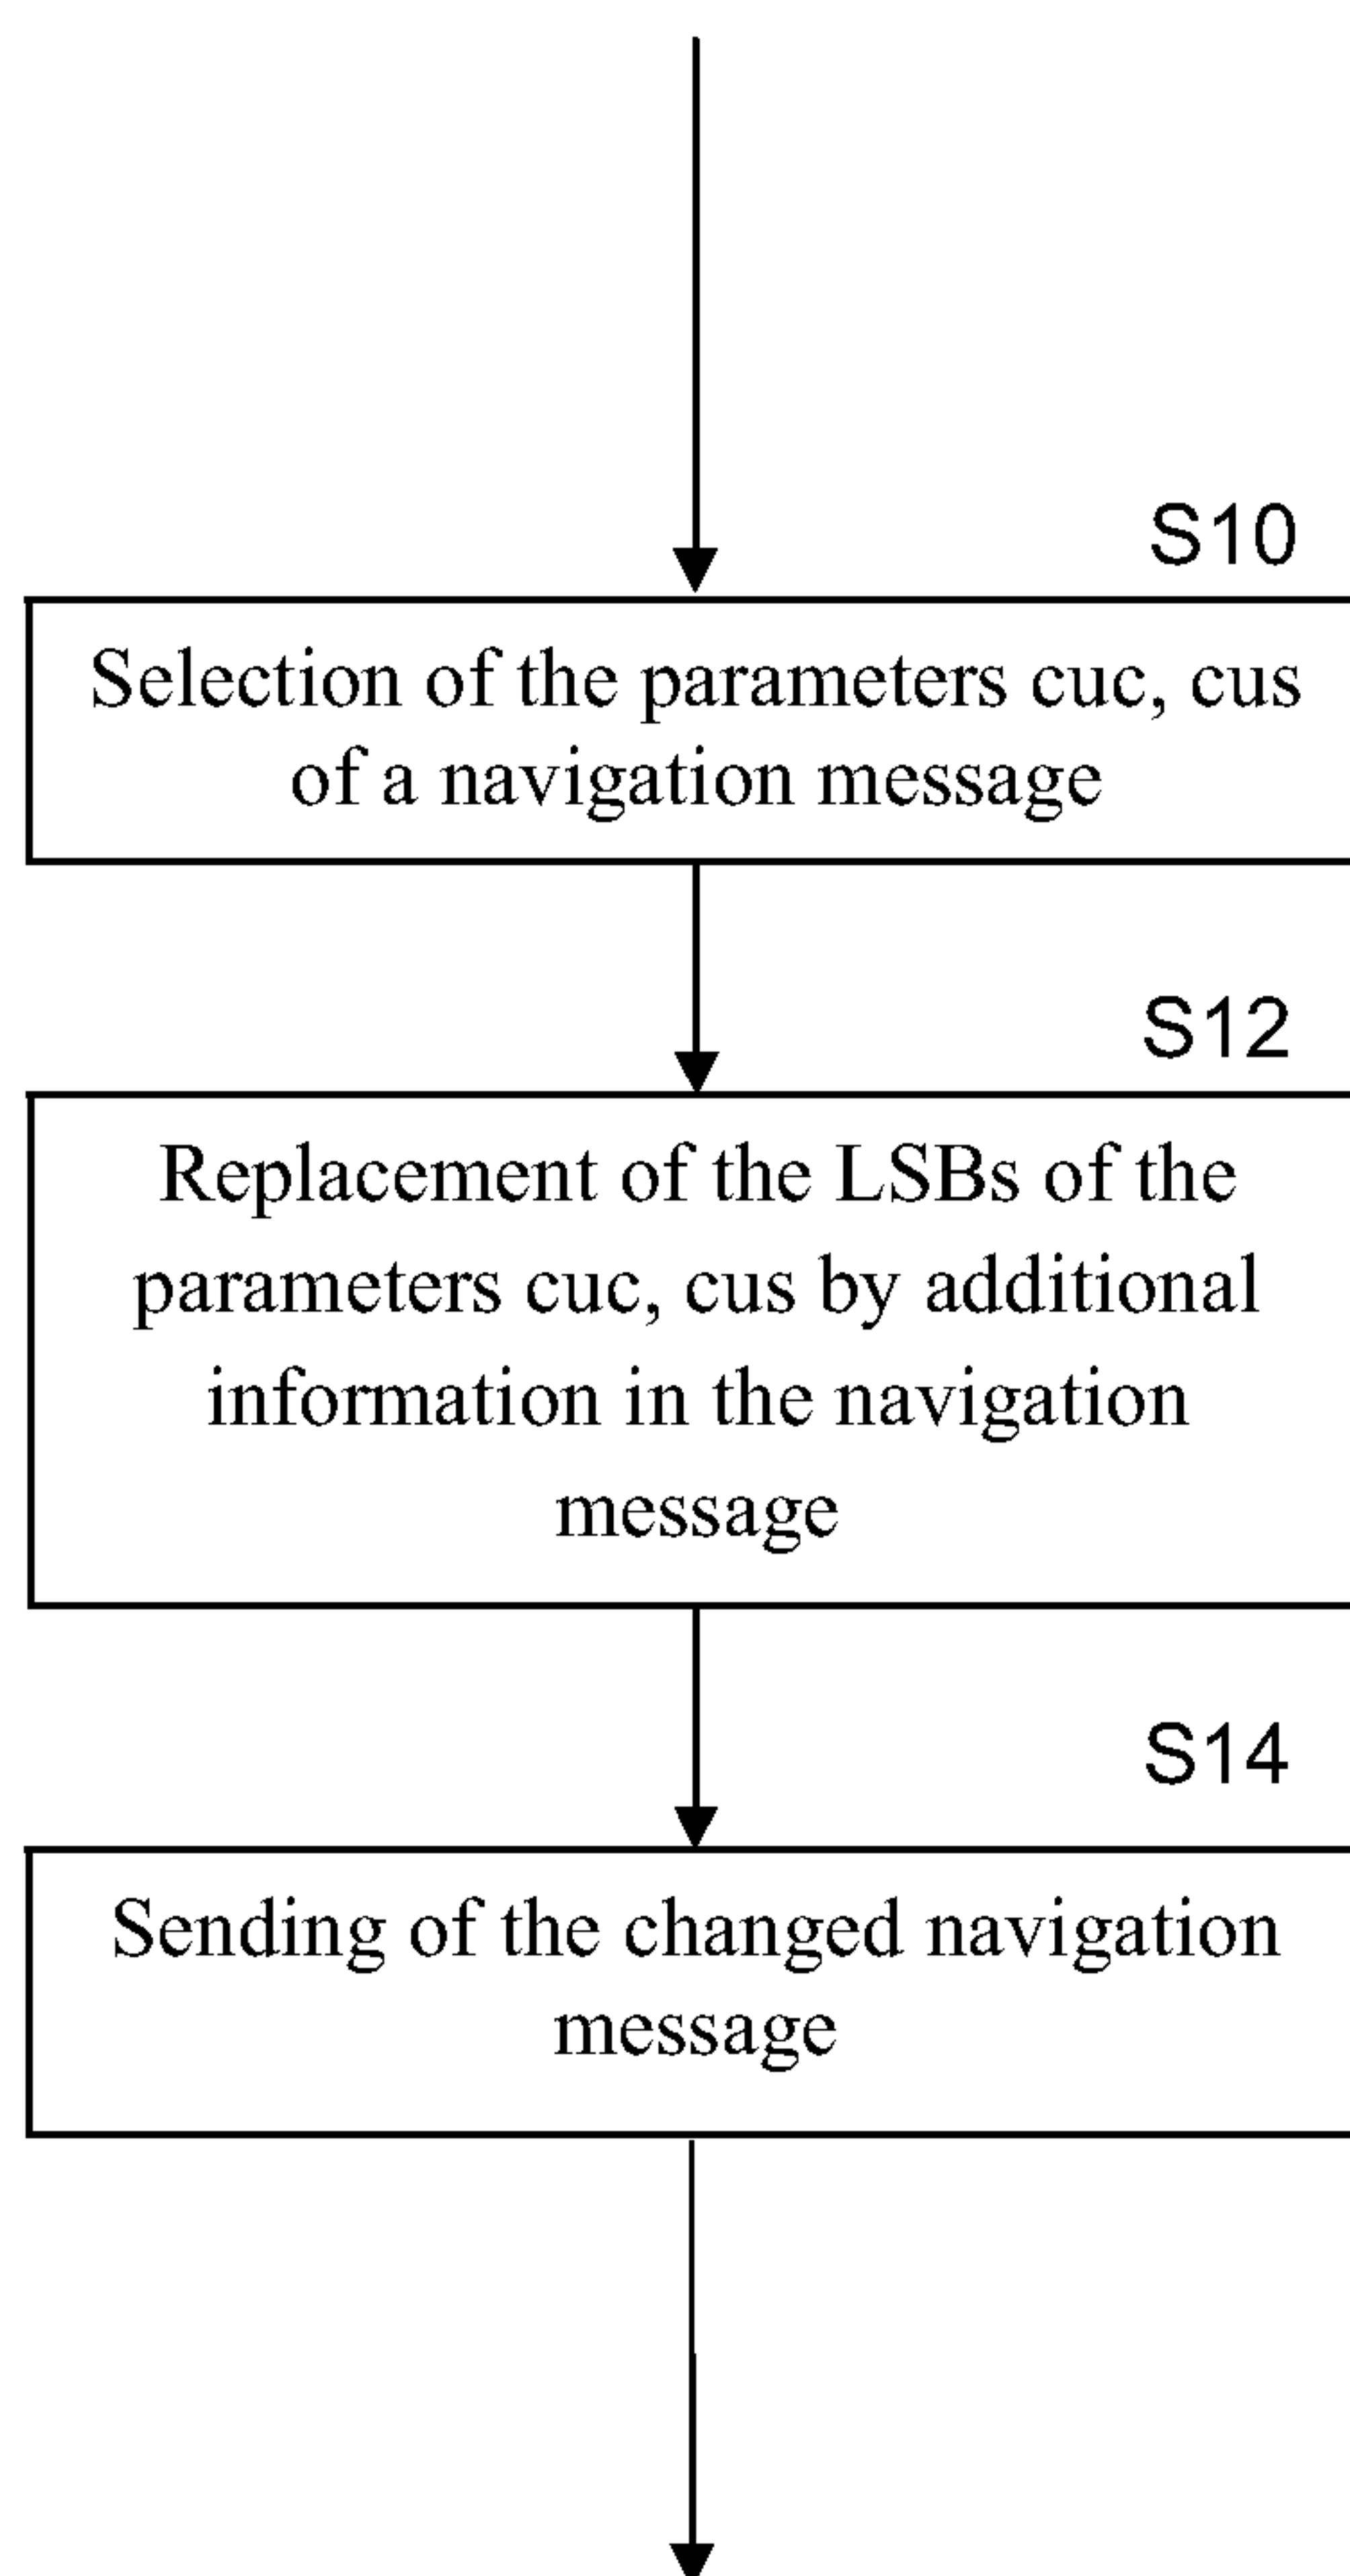 S10
Selection of the parameters cuc, cus
of a navigation message
S12
Replacement of the LSBs of the
parameters cuc, cus by additional
information in the navigation
message
S14
Sending of the changed navigation
message